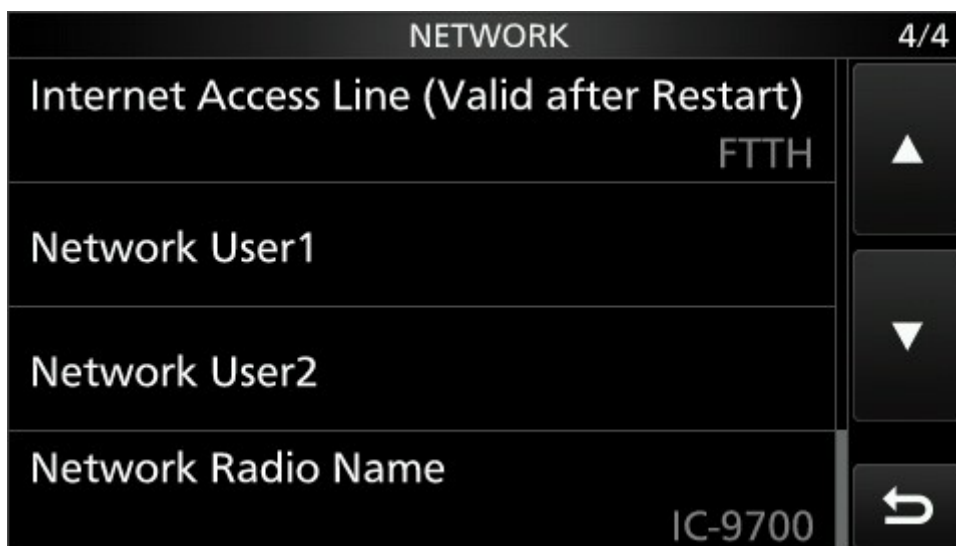 NETWORK 4/4
Internet Access Line (Valid after Restart)
FTTH
Network User1
Network User2
Network Radio Name
IC-9700